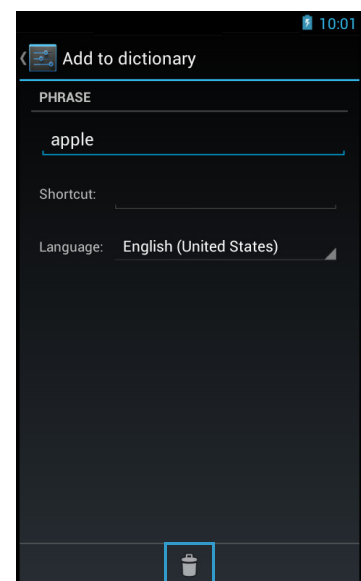 10:01
Add to dictionary
PHRASE
apple
Shortcut:
Language: English (United States)